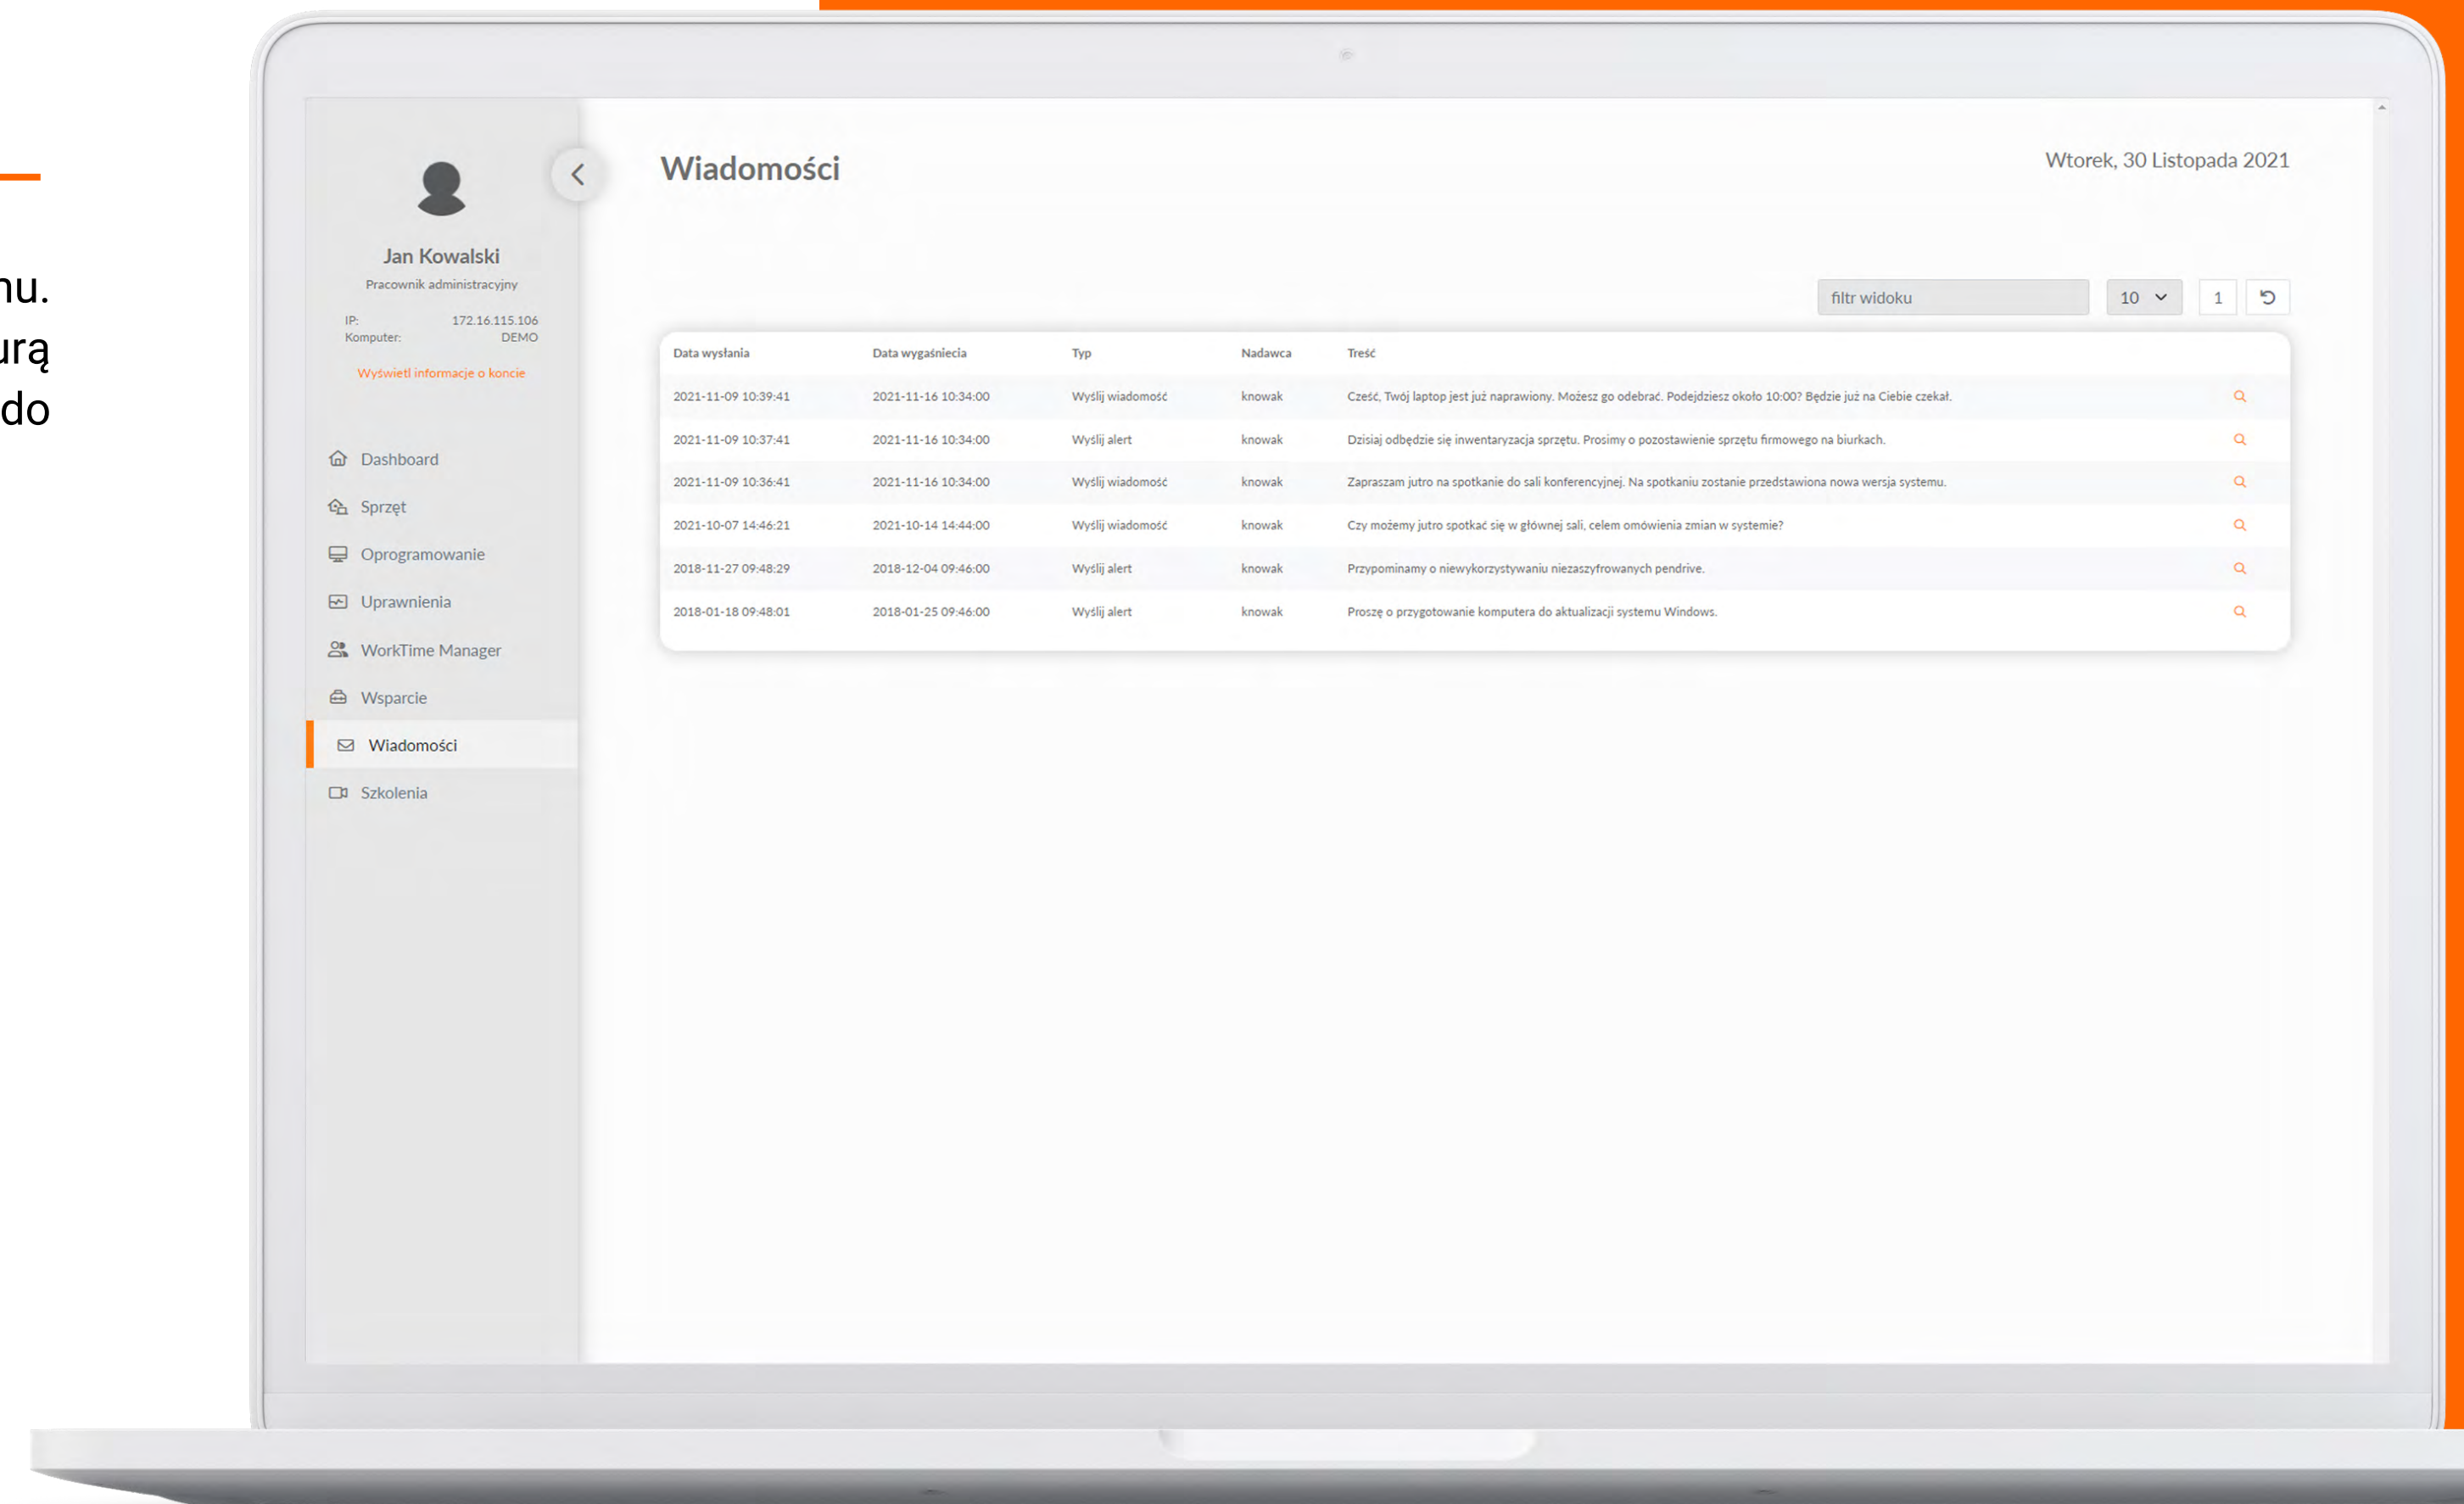 urą
do
Jan Kowalski
Pracownik administracyjny
IP: 172.16.115.106
Komputer: DEMO
Wyświetl informacje o koncie
Dashboard
Sprzęt
Oprogramowanie
Uprawnienia
WorkTime Manager
Wsparcie
Wiadomości
Szkolenia
Wiadomości
Wtorek, 30 Listopada 2021
filtr widoku 10 1
Data wysłania Data wygaśniecia Typ Nadawca Treść
2021-11-09 10:39:41 2021-11-16 10:34:00 Wyślij wiadomość knowak Cześć, Twój laptop jest już naprawiony. Możesz go odebrać. Podejdziesz około 10:00? Będzie już na Ciebie czekał.
2021-11-09 10:37:41 2021-11-16 10:34:00 Wyślij alert knowak Dzisiaj odbędzie się inwentaryzacja sprzętu. Prosimy o pozostawienie sprzętu firmowego na biurkach.
2021-11-09 10:36:41 2021-11-16 10:34:00 Wyślij wiadomość knowak Zapraszam jutro na spotkanie do sali konferencyjnej. Na spotkaniu zostanie przedstawiona nowa wersja systemu.
2021-10-07 14:46:21 2021-10-14 14:44:00 Wyślij wiadomość knowak Czy możemy jutro spotkać się w głównej sali, celem omówienia zmian w systemie?
2018-11-27 09:48:29 2018-12-04 09:46:00 Wyślij alert knowak Przypominamy o niewykorzystywaniu niezaszyfrowanych pendrive.
2018-01-18 09:48:01 2018-01-25 09:46:00 Wyślij alert knowak Proszę o przygotowanie komputera do aktualizacji systemu Windows.